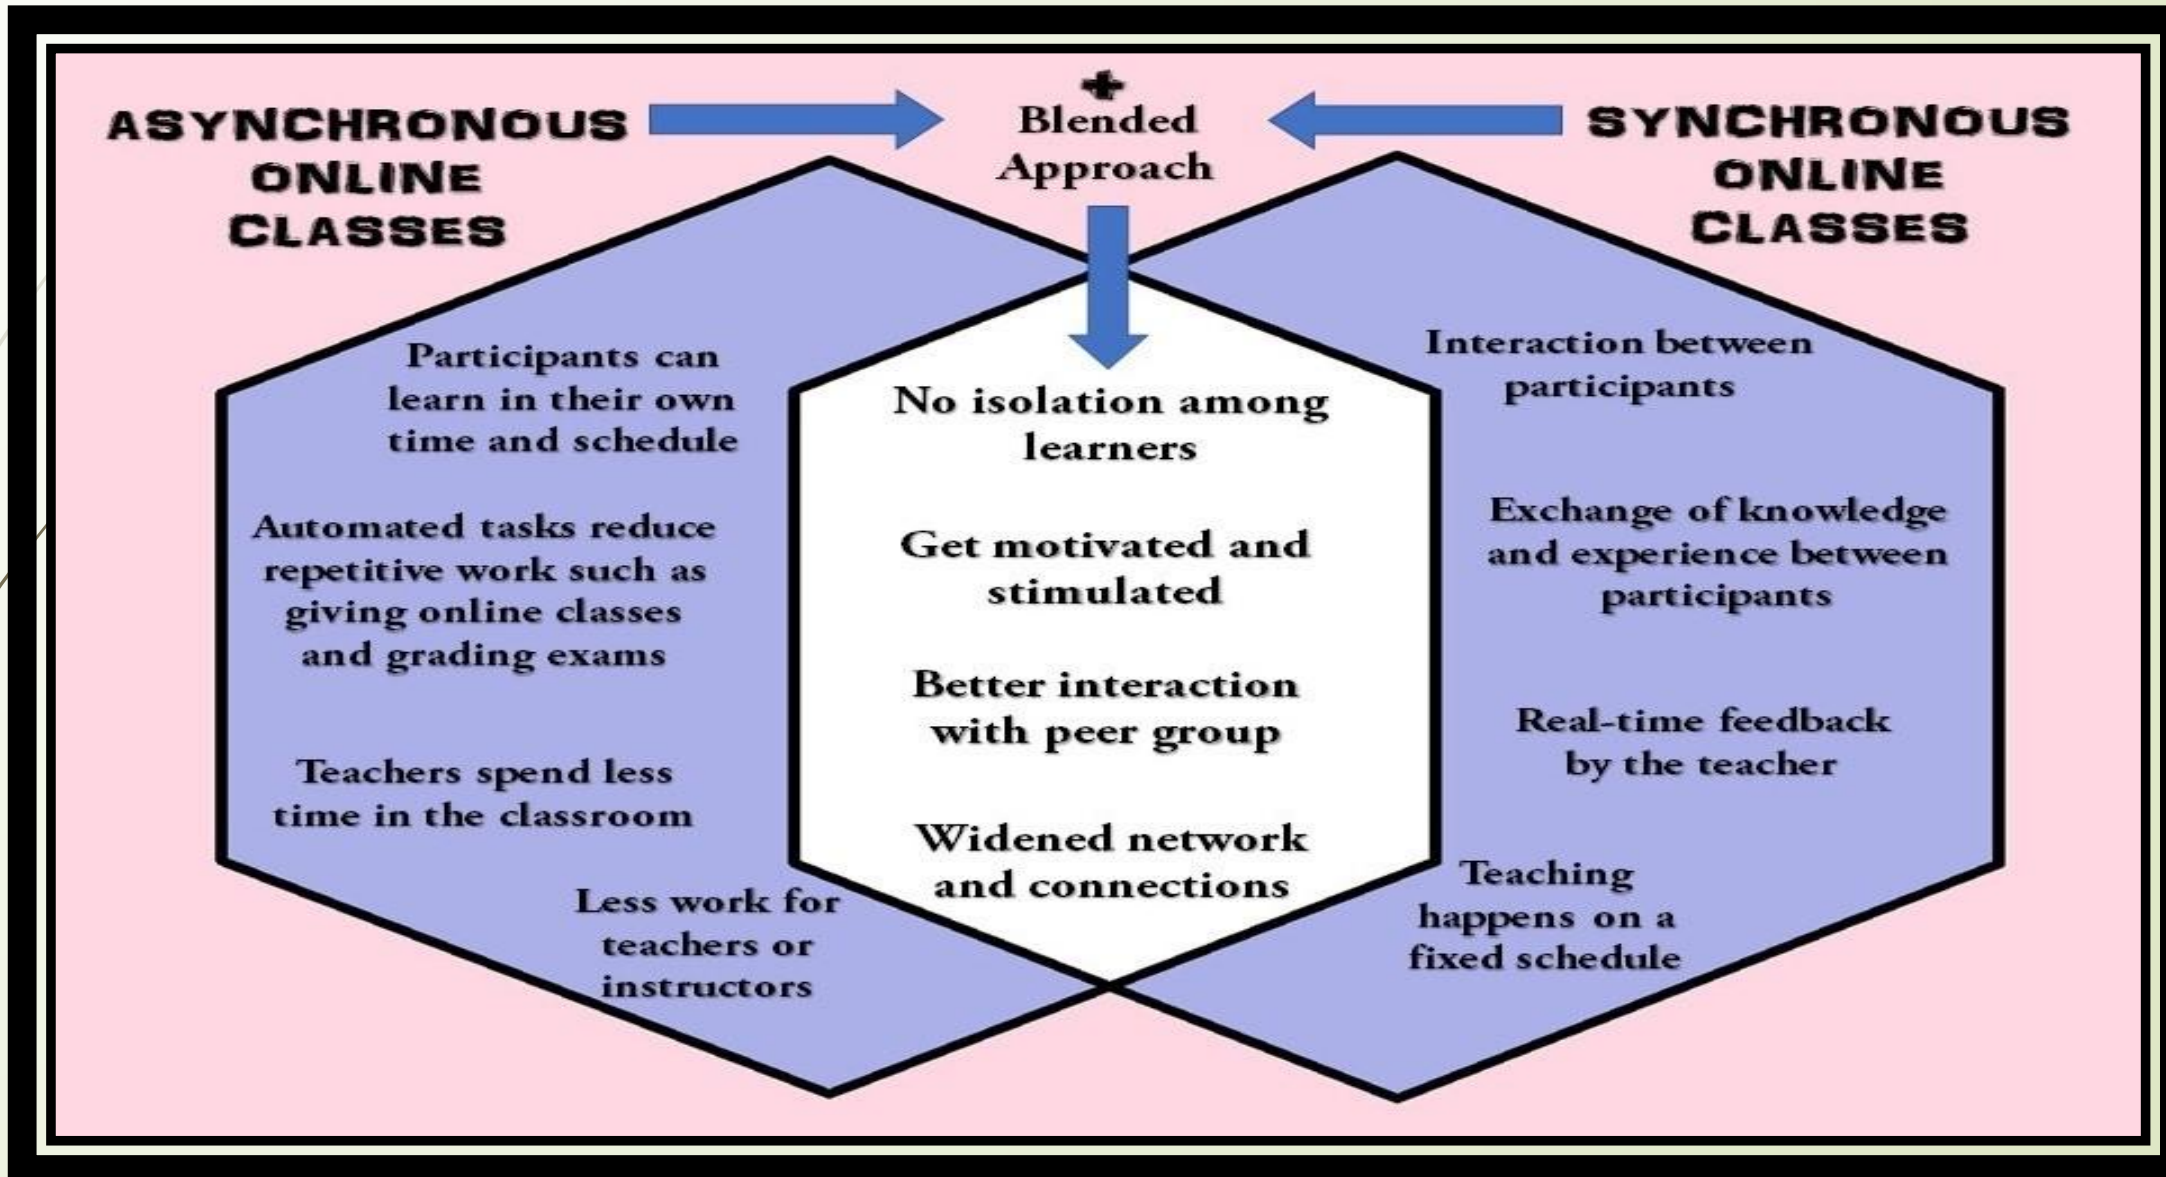 ASYNCHRONOUS
ONLINE
CLASSES
+
Blended
Approach
SYNCHRONOUS
ONLINE
CLASSES
Participants can
learn in their own
time and schedule
Automated tasks reduce
repetitive work such as
giving online classes
and grading exams
Teachers spend less
time in the classroom
Less work for
teachers or
instructors
No isolation among
learners
Get motivated and
stimulated
Better interaction
with peer group
Widened network
and connections
Interaction between
participants
Exchange of knowledge
and experience between
participants
Real-time feedback
by the teacher
Teaching
happens on a
fixed schedule